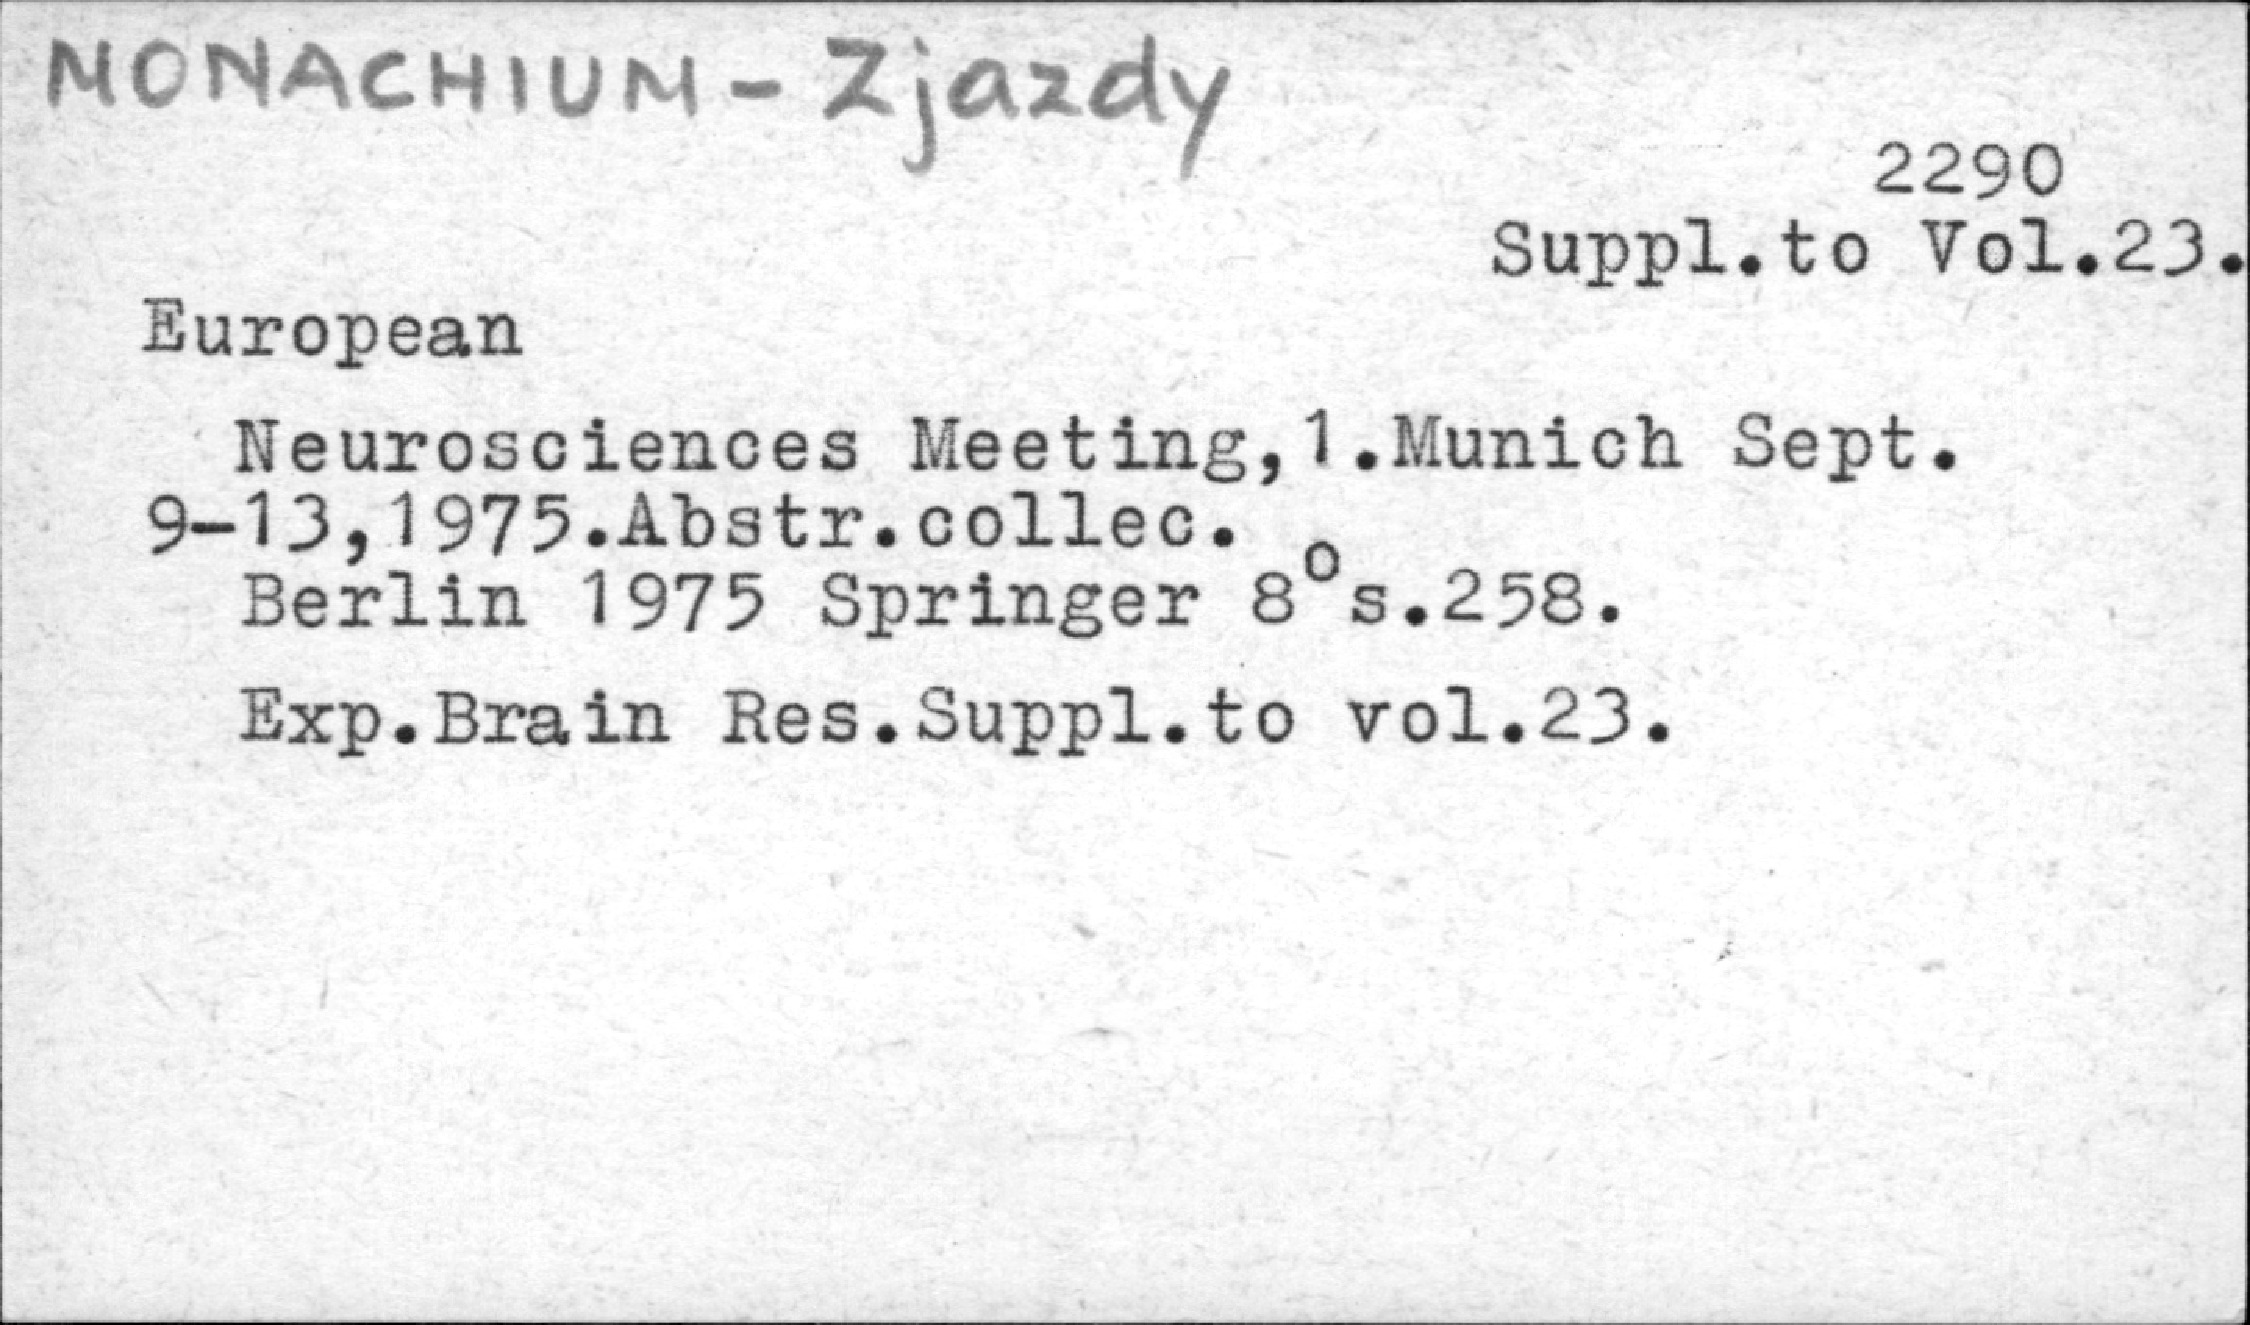 MONACHIUM - Zjazdy
2290
Suppl.to Vol.23.
European
Neurosciences Meeting,1.Munich Sept.
9-13,1975.Abstr.collec.
Berlin 1975 Springer 8°s.258.
Exp.Brain Res.Suppl.to vol.23.